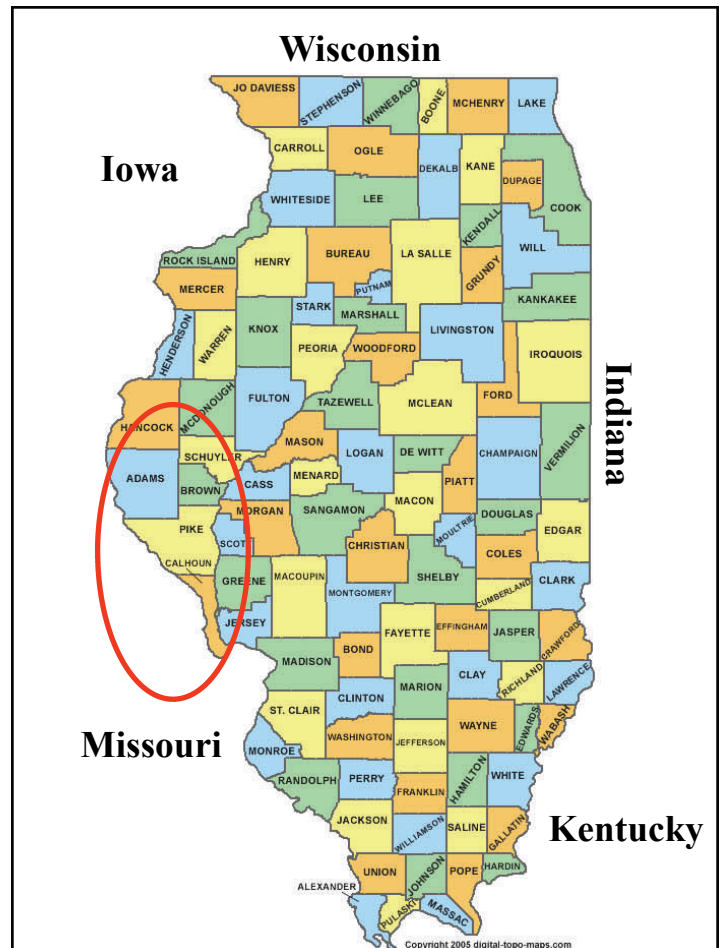 Wisconsin
JO DAVIESS
STEPHENSON
WINNEBAGO
BOONE
MCHENRY
LAKE
Iowa
CARROLL
OGLE
DEKALB
KANE
DUPAGE
COOK
WHITESIDE
LEE
KENDALL
WILL
ROCK ISLAND
HENRY
BUREAU
LA SALLE
GRUNDY
MERCER
PUTNAM
KANKAKEE
STARK
MARSHALL
HENDERSON
WARREN
KNOX
PEORIA
WOODFORD
LIVINGSTON
IROQUOIS
Indiana
FULTON
TAZEWELL
MCLEAN
FORD
HANCOCK
MCDONOUGH
MASON
SCHUYLER
LOGAN
DE WITT
CHAMPAIGN
VERMILION
ADAMS
BROWN
CASS
MENARD
PIATT
MACON
MORGAN
SANGAMON
DOUGLAS
PIKE
SCOT
CHRISTIAN
MOULTRIE
EDGAR
COLES
CALHOUN
GREENE
MACOUPIN
SHELBY
CUMBERLAND
CLARK
MONTGOMERY
JERSEY
FAYETTE
EFFINGHAM
JASPER
CRAWFORD
MADISON
BOND
CLAY
RICHLAND
LAWRENCE
MARION
CLINTON
ST. CLAIR
WAYNE
EDWARDS
WABASH
Missouri
MONROE
WASHINGTON
JEFFERSON
RANDOLPH
PERRY
HAMILTON
WHITE
FRANKLIN
JACKSON
WILLIAMSON
SALINE
GALLATIN
Kentucky
UNION
JOHNSON
POPE
HARDIN
ALEXANDER
PULASKI
MASSAC
Copyright 2005 digital-topo-maps.com